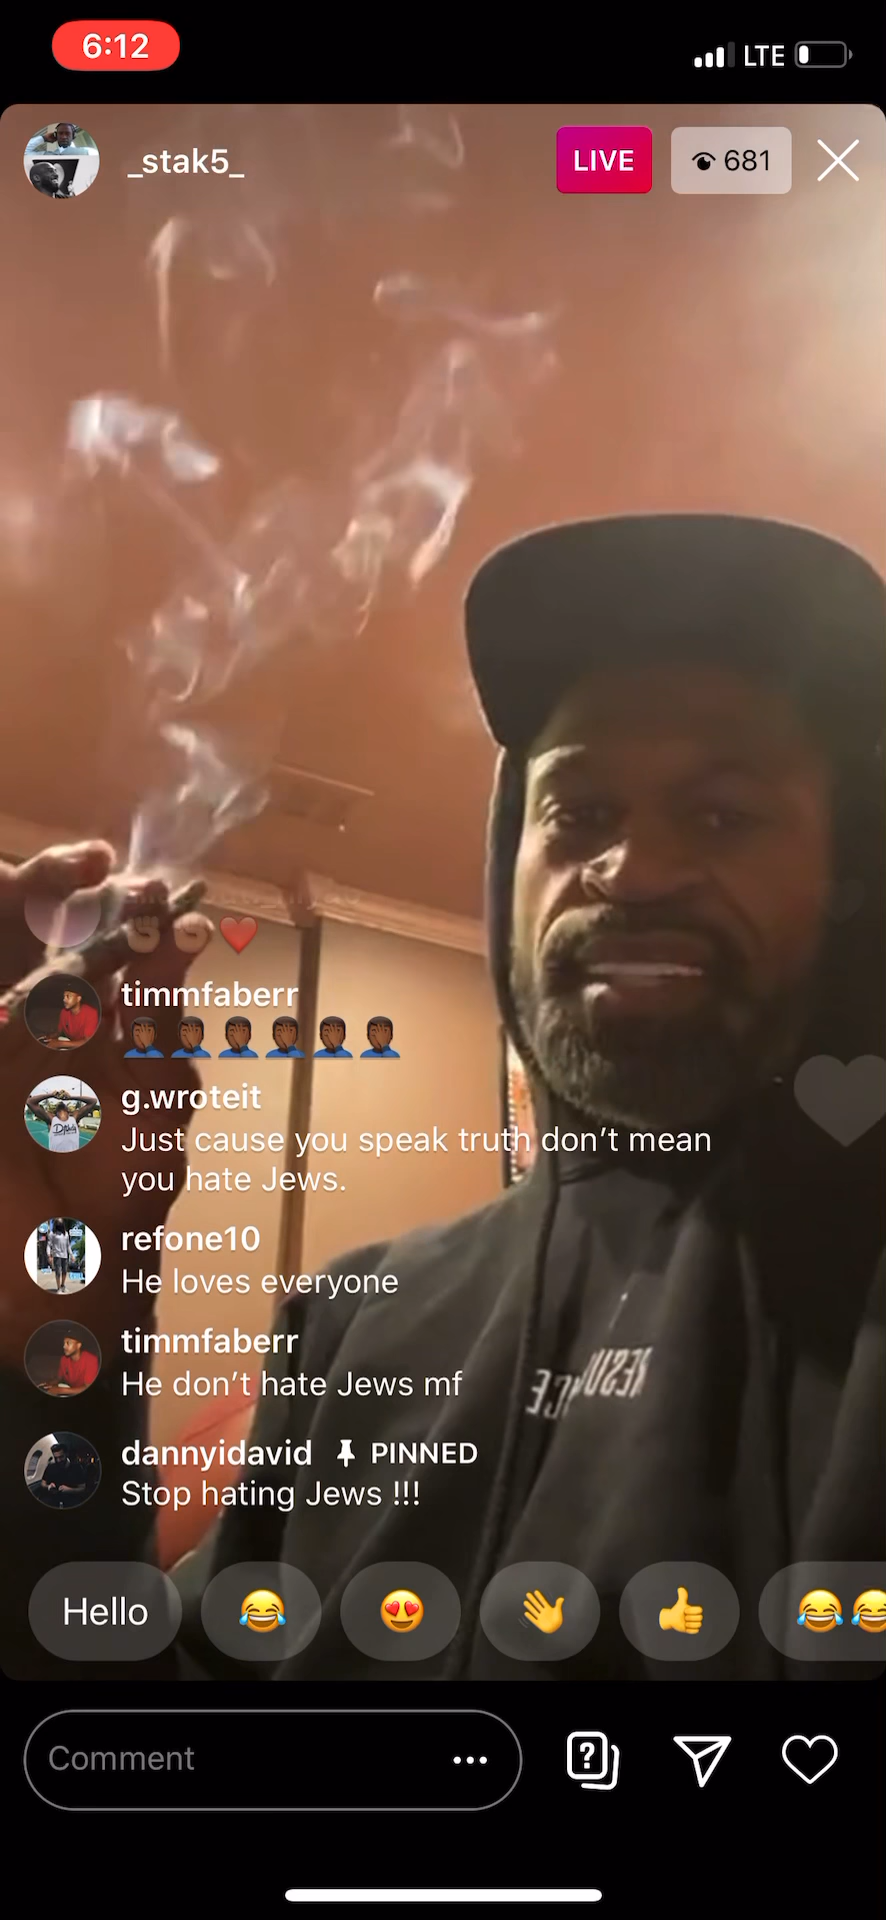 6:12
LTE
_stak5_
LIVE
681
timmfaberr
g.wroteit
Just cause you speak truth don’t mean
you hate Jews.
refone10
He loves everyone
timmfaberr
He don’t hate Jews mf
dannyidavid PINNED
Stop hating Jews !!!
Hello
Comment